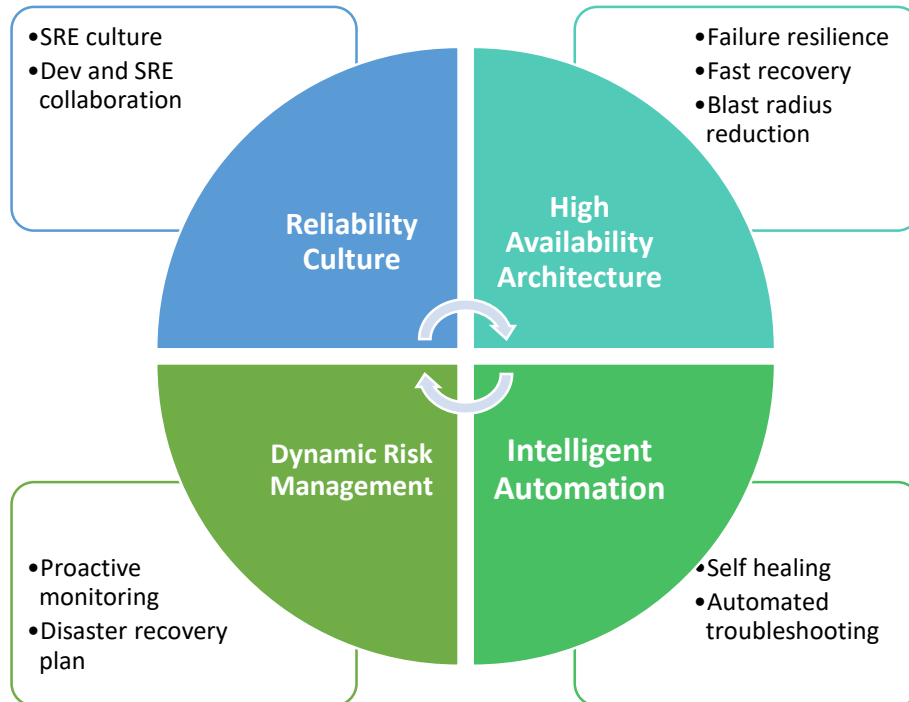 •SRE culture
•Dev and SRE
collaboration
•Failure resilience
•Fast recovery
•Blast radius
reduction
Reliability
Culture
High
Availability
Architecture
Dynamic Risk
Management
Intelligent
Automation
•Proactive
monitoring
•Disaster recovery
plan
•Self healing
•Automated
troubleshooting